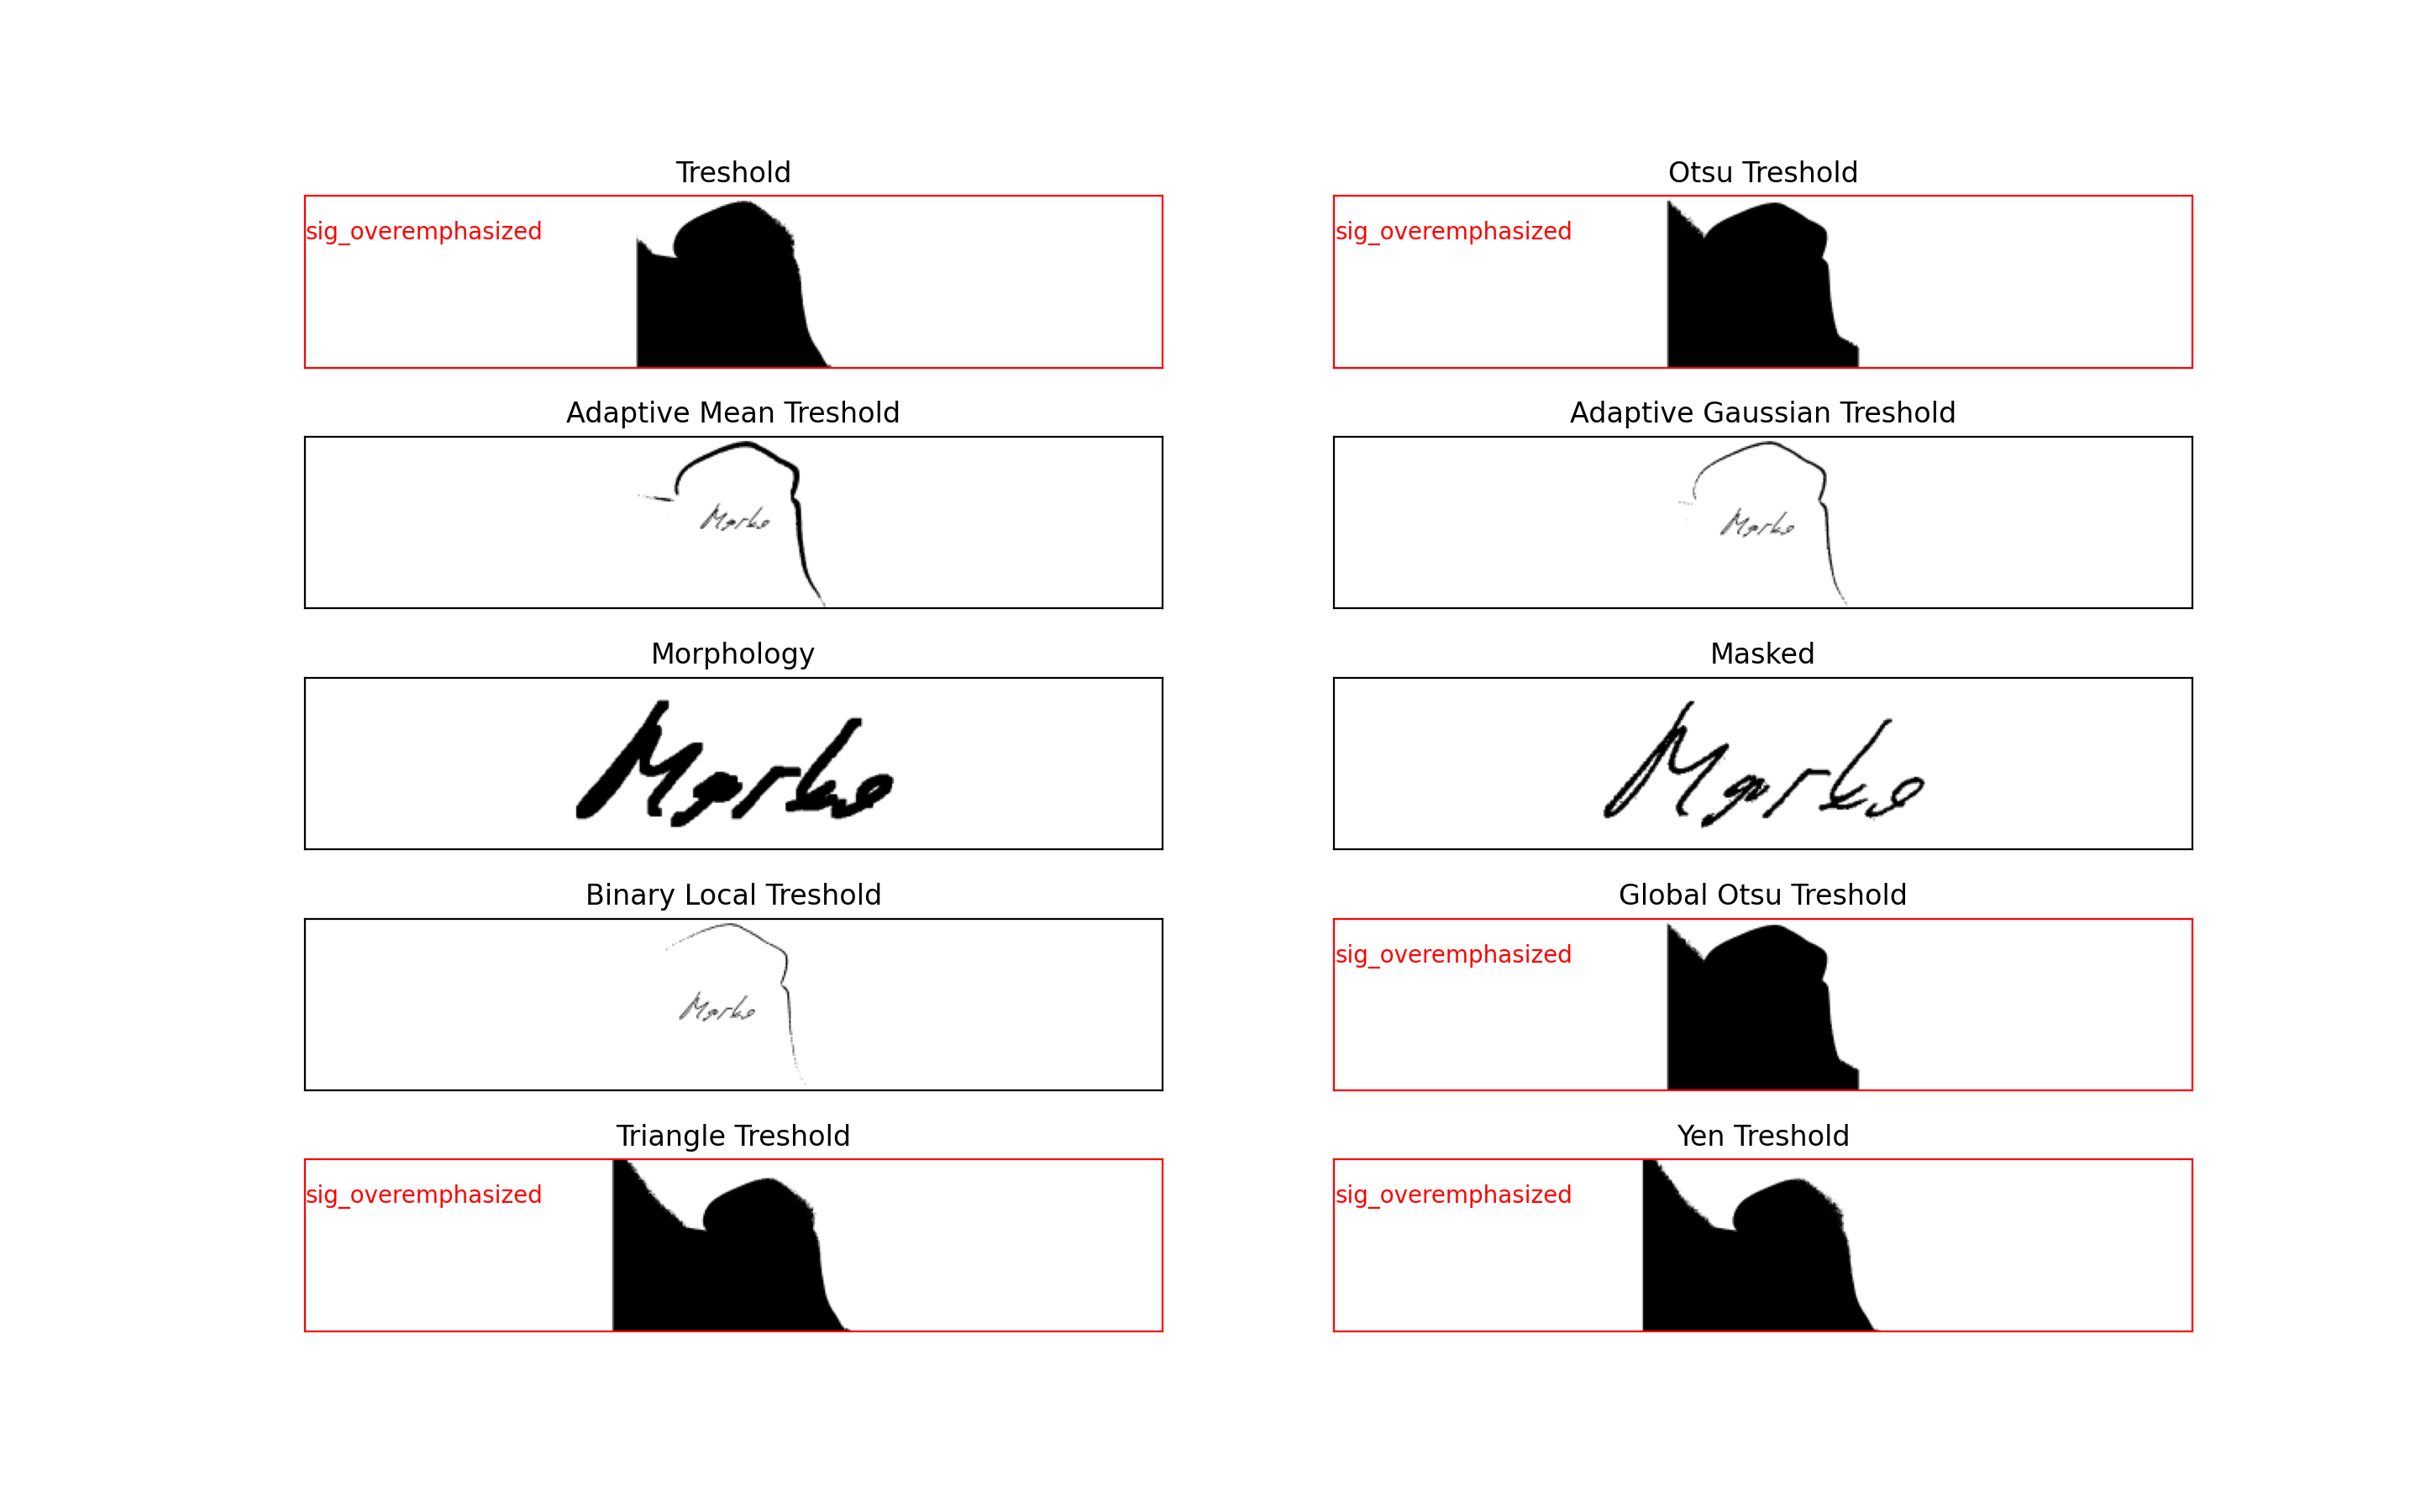 Treshold
Otsu Treshold
sig_overemphasized
sig_overemphasized
Adaptive Mean Treshold
Adaptive Gaussian Treshold
Marko
Marko
Morphology
Masked
Marko
Marko
Binary Local Treshold
Global Otsu Treshold
Marko
sig_overemphasized
Triangle Treshold
Yen Treshold
sig_overemphasized
sig_overemphasized